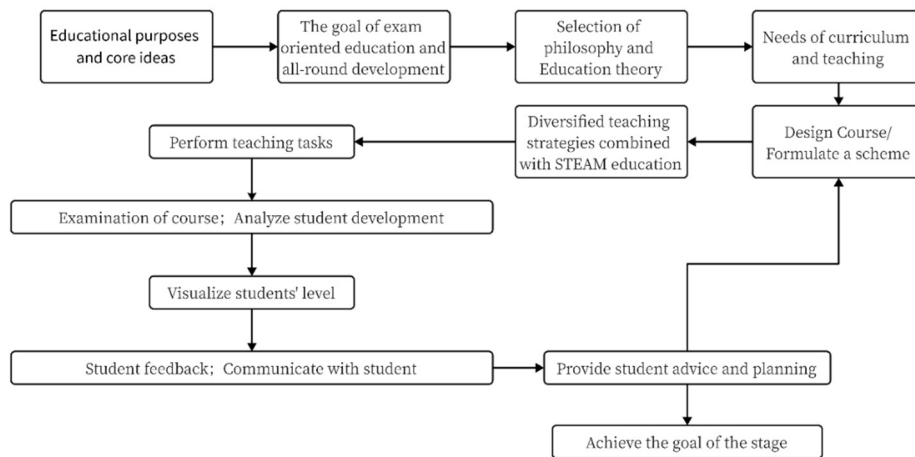 Educational purposes
and core ideas
The goal of exam
oriented education and
all-round development
Selection of
philosophy and
Education theory
Needs of curriculum
and teaching
Perform teaching tasks
Diversified teaching
strategies combined
with STEAM education
Design Course/
Formulate a scheme
Examination of course; Analyze student development
Visualize students' level
Student feedback; Communicate with student
Provide student advice and planning
Achieve the goal of the stage